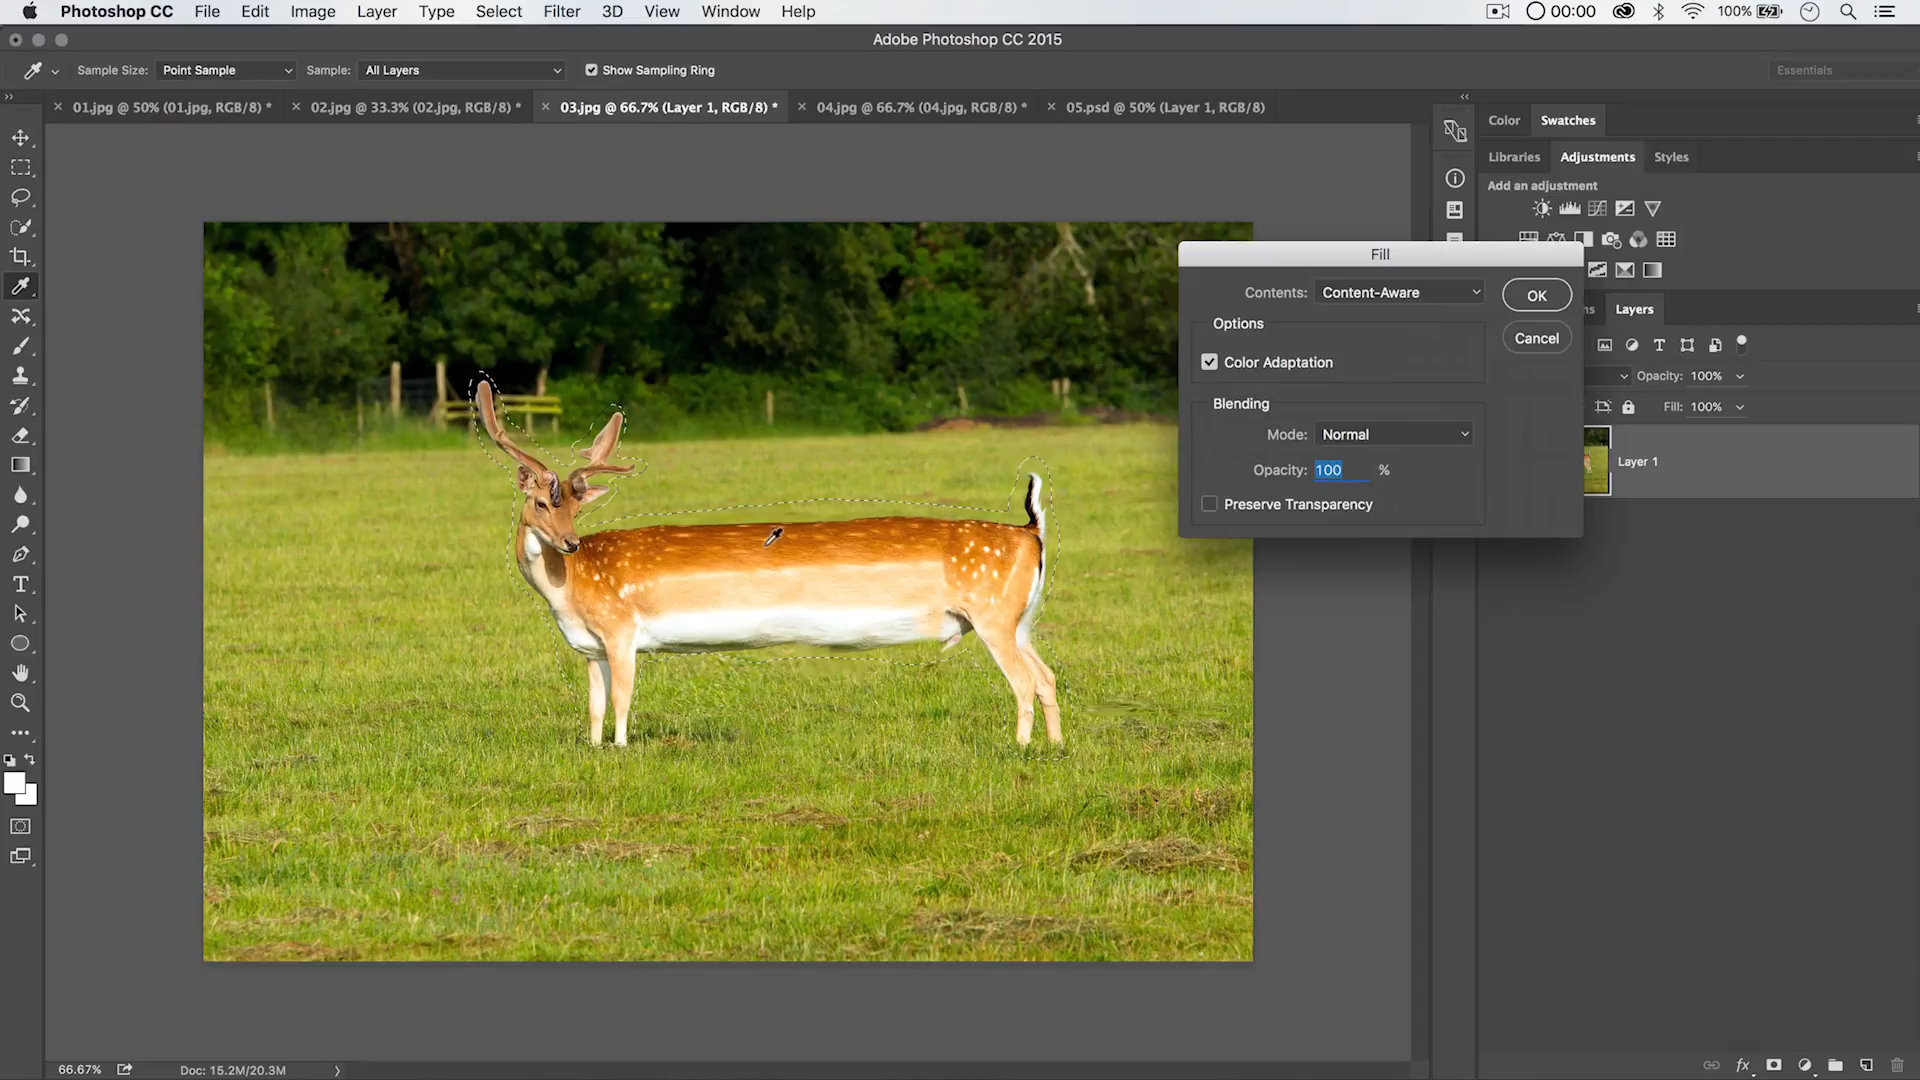 Photoshop CC File Edit Image Layer Type Select Filter 3D View Window Help 00:00 100%
Adobe Photoshop CC 2015
Sample Size: Point Sample Sample: All Layers Show Sampling Ring Essentials
01.jpg @ 50% (01.jpg, RGB/8) * 02.jpg @ 33.3% (02.jpg, RGB/8) * 03.jpg @ 66.7% (Layer 1, RGB/8) * 04.jpg @ 66.7% (04.jpg, RGB/8) * 05.psd @ 50% (Layer 1, RGB/8)
Color Swatches
Libraries Adjustments Styles
Add an adjustment
Fill
Contents: Content-Aware OK
Options
Cancel
Color Adaptation
Blending
Mode: Normal
Opacity: 100 %
Preserve Transparency
Layers
Opacity: 100%
Fill: 100%
Layer 1
66.67% Doc: 15.2M/20.3M